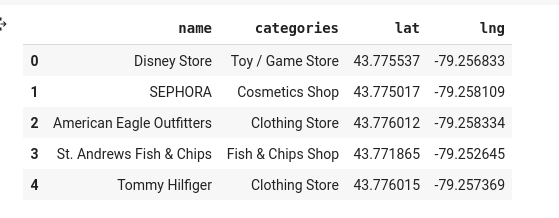 name categories lat lng
0 Disney Store Toy / Game Store 43.775537 -79.256833
1 SEPHORA Cosmetics Shop 43.775017 -79.258109
2 American Eagle Outfitters Clothing Store 43.776012 -79.258334
3 St. Andrews Fish & Chips Fish & Chips Shop 43.771865 -79.252645
4 Tommy Hilfiger Clothing Store 43.776015 -79.257369